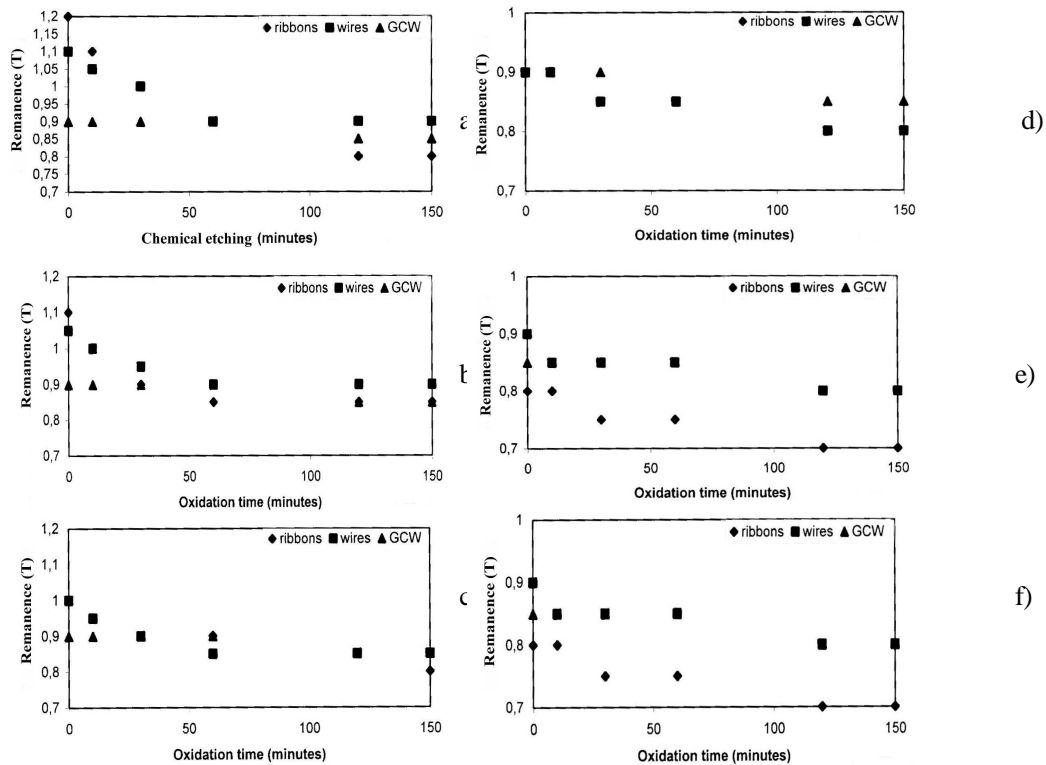 1,2
1,15
1,1
1,05
1
0,95
0,9
0,85
0,8
0,75
0,7
Remanence (T)
◆ ribbons ■ wires ▲ GCW
0 50 100 150
Chemical etching (minutes)
a
1
0,9
0,8
0,7
Remanence (T)
◆ ribbons ■ wires ▲ GCW
0 50 100 150
Oxidation time (minutes)
d)
1,2
1,1
1
0,9
0,8
0,7
Remanence (T)
◆ ribbons ■ wires ▲ GCW
0 50 100 150
Oxidation time (minutes)
b
1
0,9
0,8
0,7
Remanence (T)
◆ ribbons ■ wires ▲ GCW
0 50 100 150
Oxidation time (minutes)
e)
1,2
1,1
1
0,9
0,8
0,7
Remanence (T)
◆ ribbons ■ wires ▲ GCW
0 50 100 150
Oxidation time (minutes)
c
1
0,9
0,8
0,7
Remanence (T)
◆ ribbons ■ wires ▲ GCW
0 50 100 150
Oxidation time (minutes)
f)